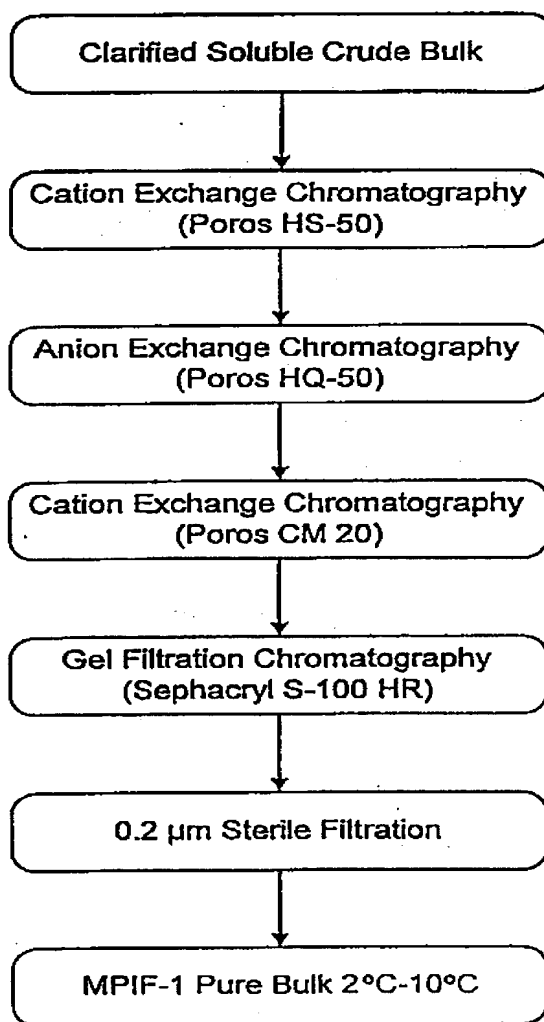 Clarified Soluble Crude Bulk
Cation Exchange Chromatography
(Poros HS-50)
Anion Exchange Chromatography
(Poros HQ-50)
Cation Exchange Chromatography
(Poros CM 20)
Gel Filtration Chromatography
(Sephacryl S-100 HR)
0.2 µm Sterile Filtration
MPIF-1 Pure Bulk 2°C-10°C